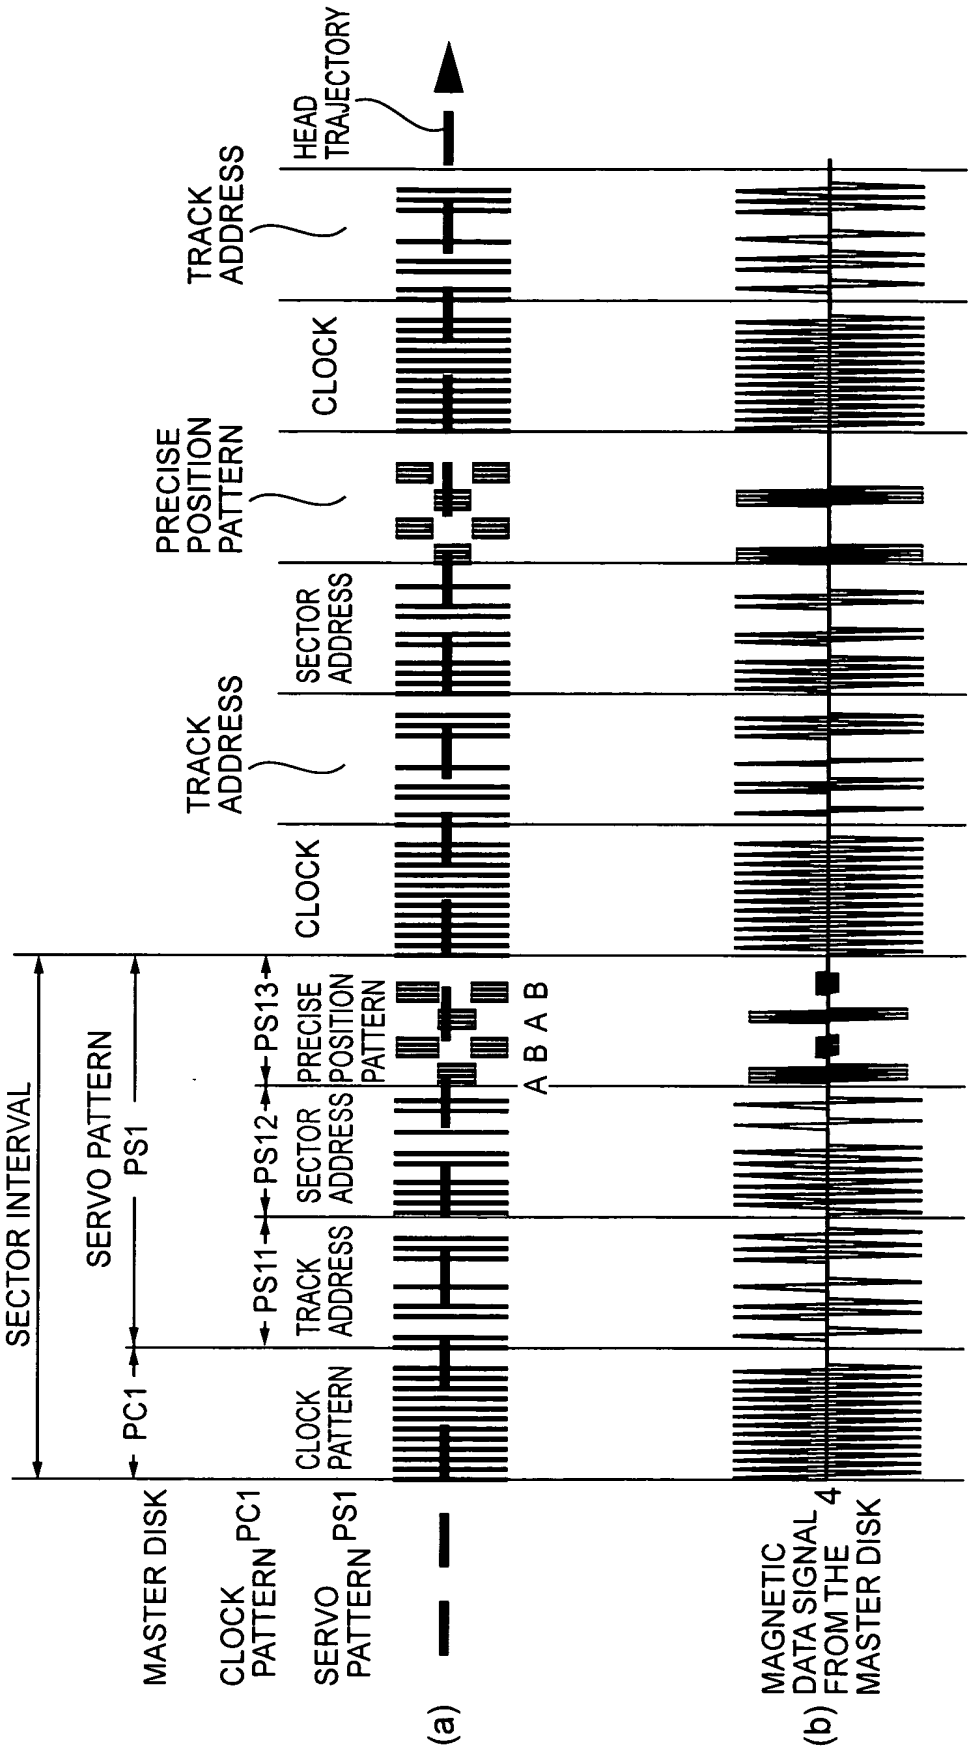 SECTOR INTERVAL
SERVO PATTERN
PC1
PS1
MASTER DISK
PS11
PS12
PS13
CLOCK
PATTERN PC1
SERVO
PATTERN PS1
CLOCK
PATTERN
TRACK
ADDRESS
SECTOR
ADDRESS
PRECISE
POSITION
PATTERN
CLOCK
TRACK
ADDRESS
SECTOR
ADDRESS
PRECISE
POSITION
PATTERN
CLOCK
TRACK
ADDRESS
HEAD
TRAJECTORY
(a)
A B A B
MAGNETIC
DATA SIGNAL 4
FROM THE
MASTER DISK
(b)